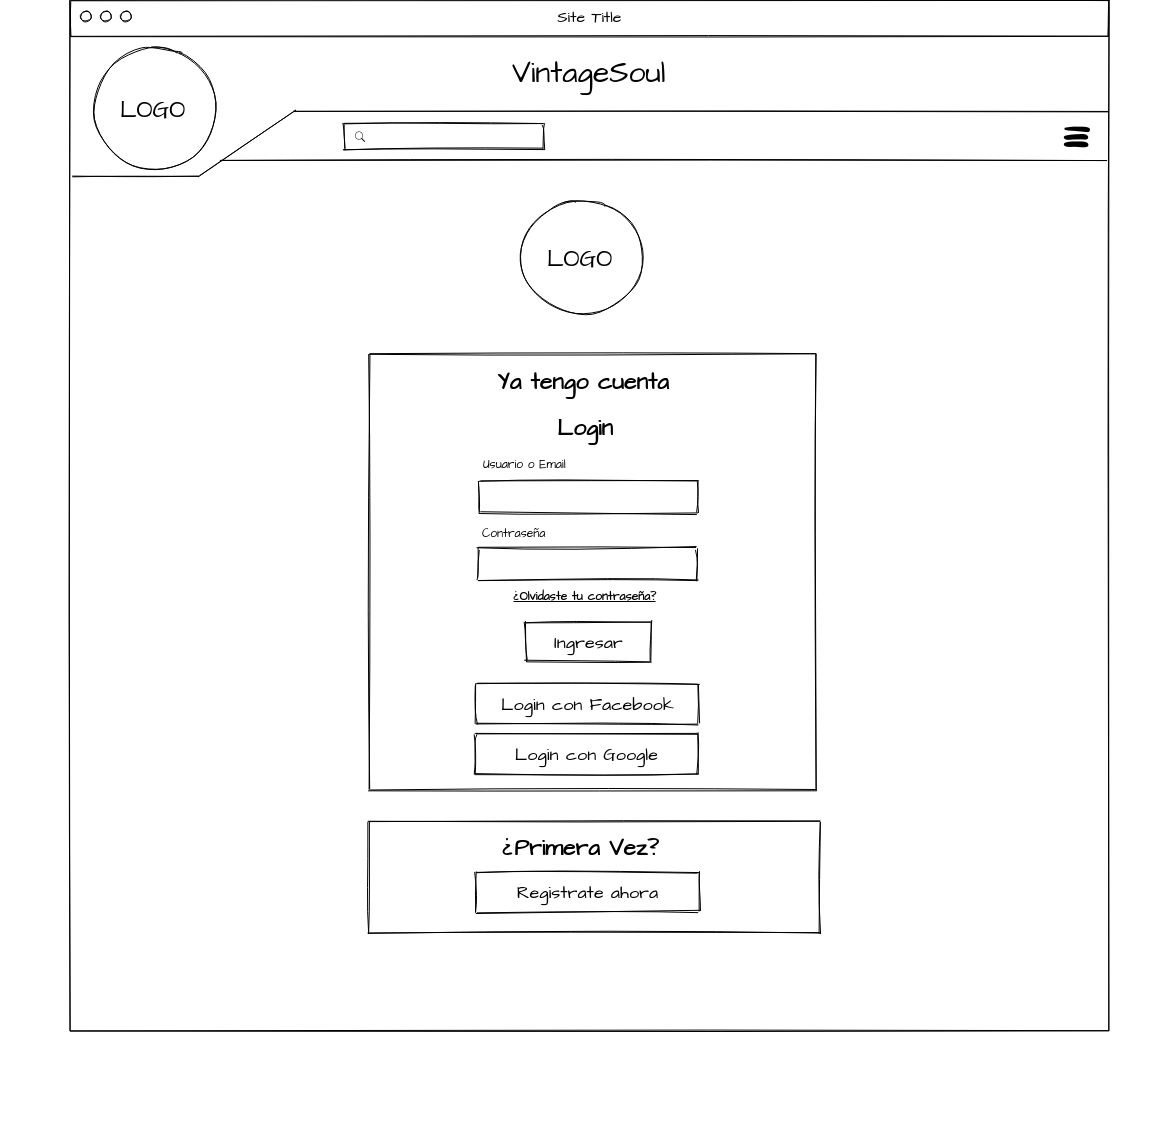 Site Title
VintageSoul
LOGO
LOGO
Ya tengo cuenta
Login
Usuario o Email
Contraseña
¿Olvidaste tu contraseña?
Ingresar
Login con Facebook
Login con Google
¿Primera Vez?
Registrate ahora